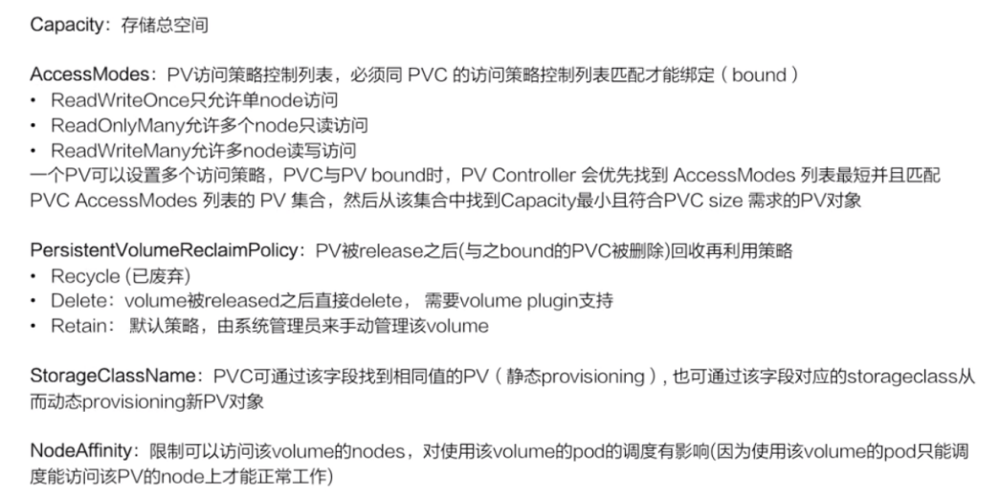 Capacity：存储总空间
AccessModes：PV访问策略控制列表，必须同 PVC 的访问策略控制列表匹配才能绑定（bound）
• ReadWriteOnce只允许单node访问
• ReadOnlyMany允许多个node只读访问
• ReadWriteMany允许多node读写访问
一个PV可以设置多个访问策略，PVC与PV bound时，PV Controller 会优先找到 AccessModes 列表最短并且匹配
PVC AccessModes 列表的 PV 集合，然后从该集合中找到Capacity最小且符合PVC size 需求的PV对象
PersistentVolumeReclaimPolicy：PV被release之后(与之bound的PVC被删除)回收再利用策略
• Recycle (已废弃)
• Delete：volume被released之后直接delete， 需要volume plugin支持
• Retain： 默认策略，由系统管理员来手动管理该volume
StorageClassName：PVC可通过该字段找到相同值的PV（静态provisioning）, 也可通过该字段对应的storageclass从
而动态provisioning新PV对象
NodeAffinity：限制可以访问该volume的nodes，对使用该volume的pod的调度有影响(因为使用该volume的pod只能调
度能访问该PV的node上才能正常工作)